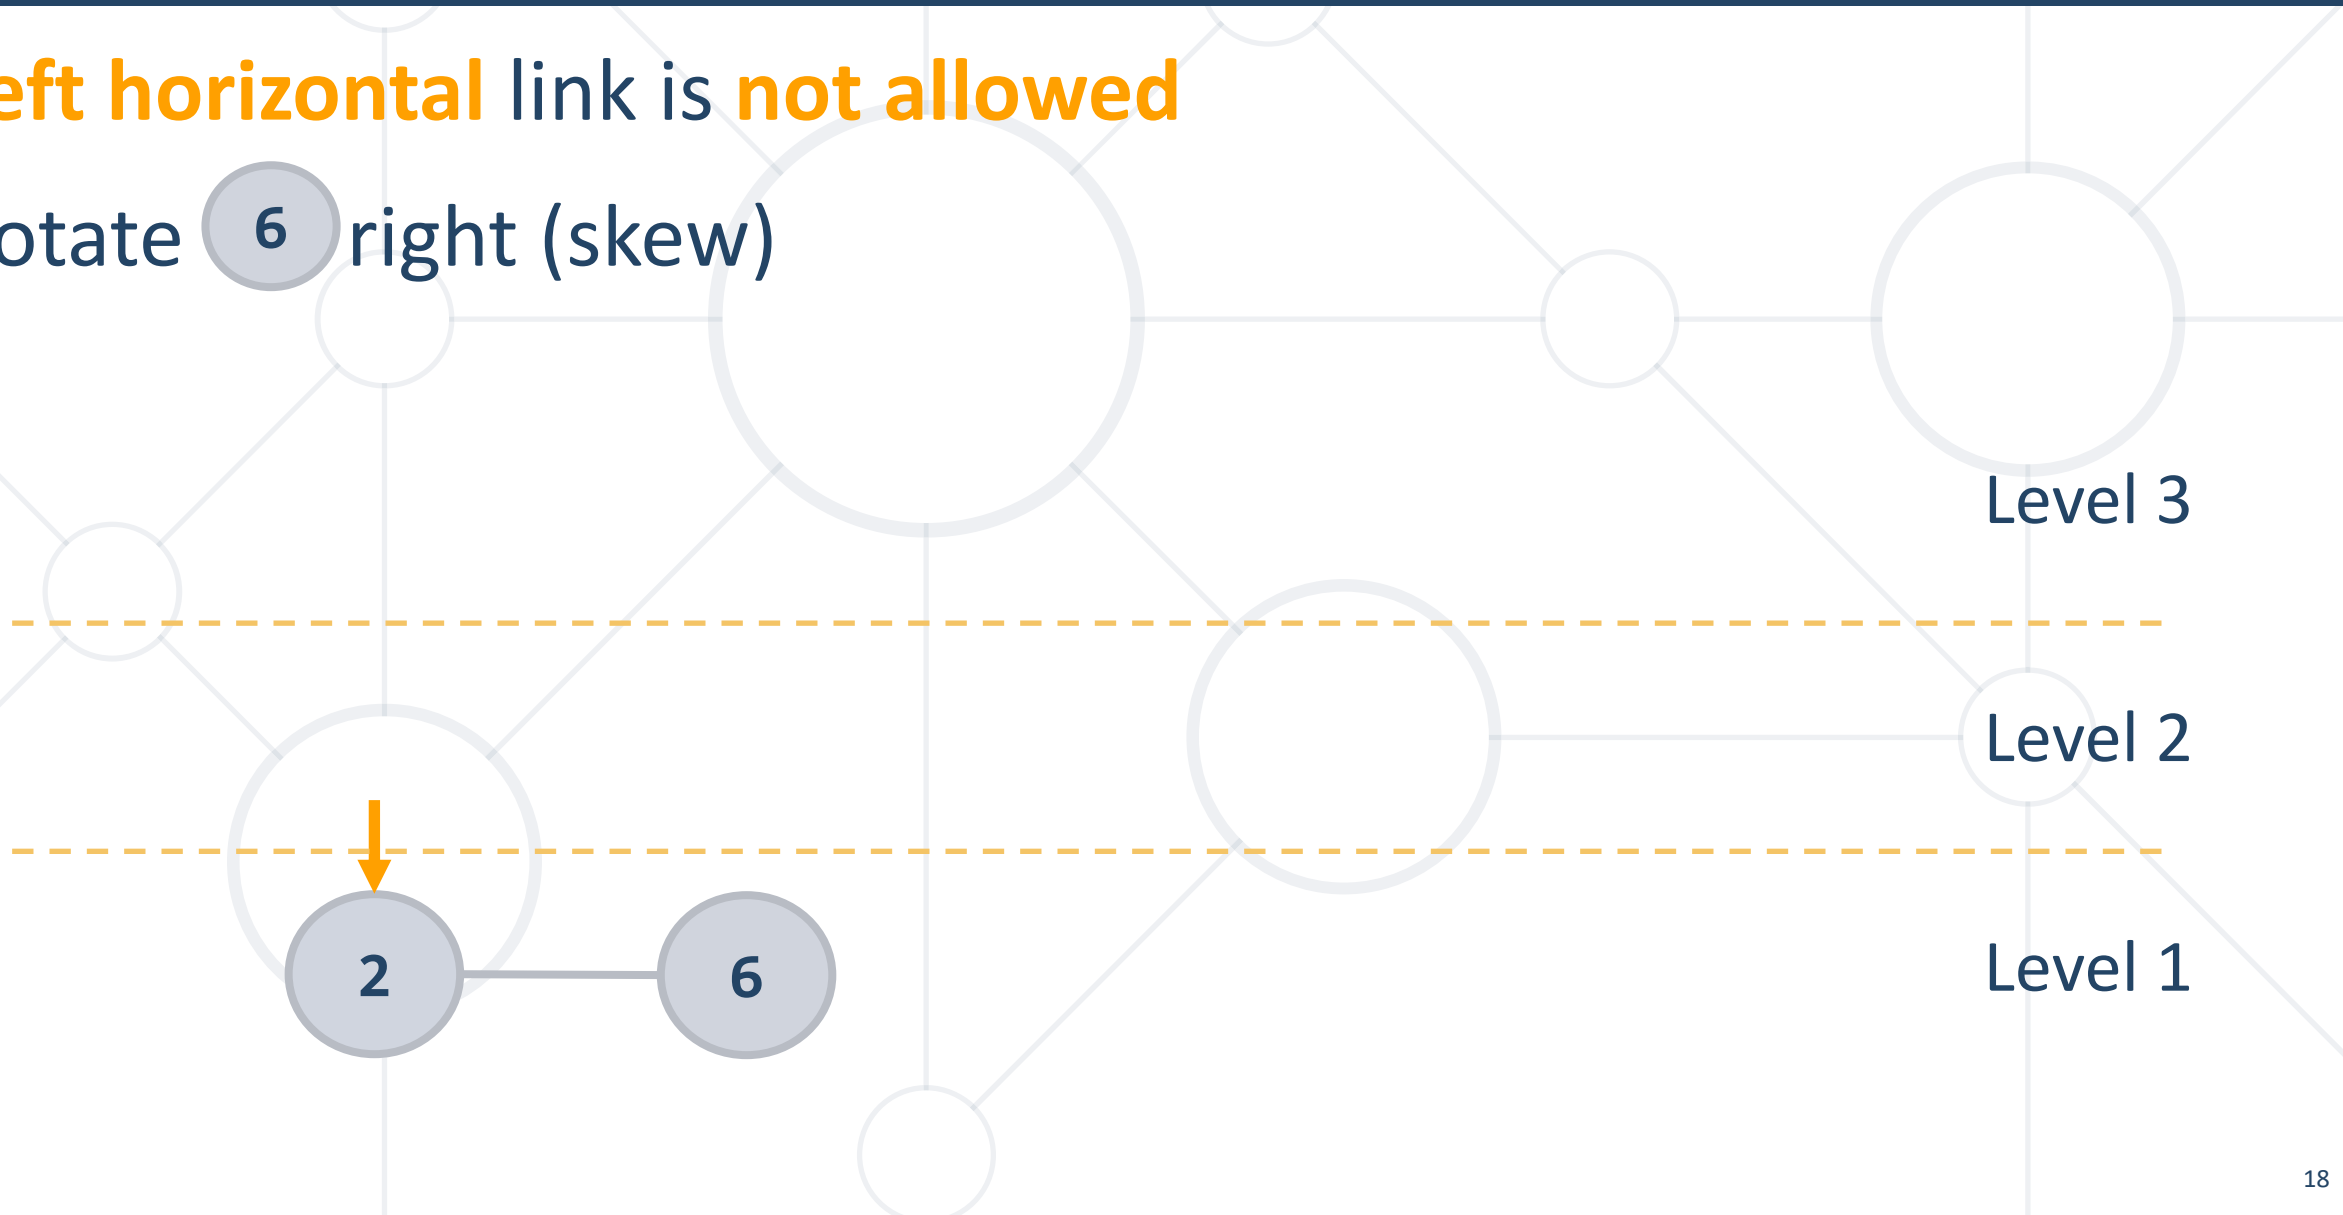 eft horizontal link is not allowed
otate 6 right (skew)
Level 3
Level 2
2 6 Level 1
18